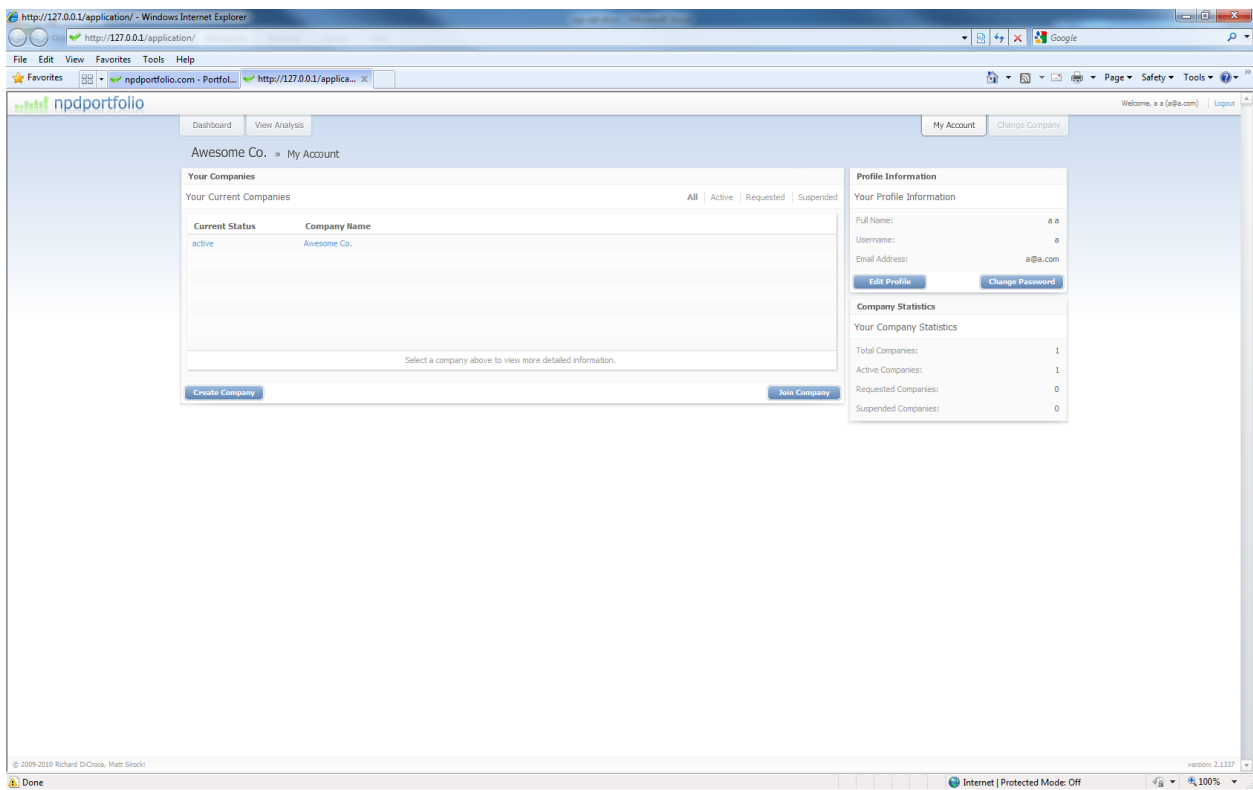 http://127.0.0.1/application/ - Windows Internet Explorer
http://127.0.0.1/application/
Google
File Edit View Favorites Tools Help
Favorites
npdportfolio.com - Portfol...
http://127.0.0.1/applica...
Page Safety Tools
npdportfolio
Welcome, a a (a@a.com) Logout
Dashboard View Analysis My Account Change Company
Awesome Co. » My Account
Your Companies
Your Current Companies All Active Requested Suspended
Current Status Company Name
active Awesome Co.
Select a company above to view more detailed information.
Create Company Join Company
Profile Information
Your Profile Information
Full Name: a a
Username: a
Email Address: a@a.com
Edit Profile Change Password
Company Statistics
Your Company Statistics
Total Companies: 1
Active Companies: 1
Requested Companies: 0
Suspended Companies: 0
© 2009-2010 Richard DiCroce, Matt Sirocki version: 2.1337
Done Internet | Protected Mode: Off 100%